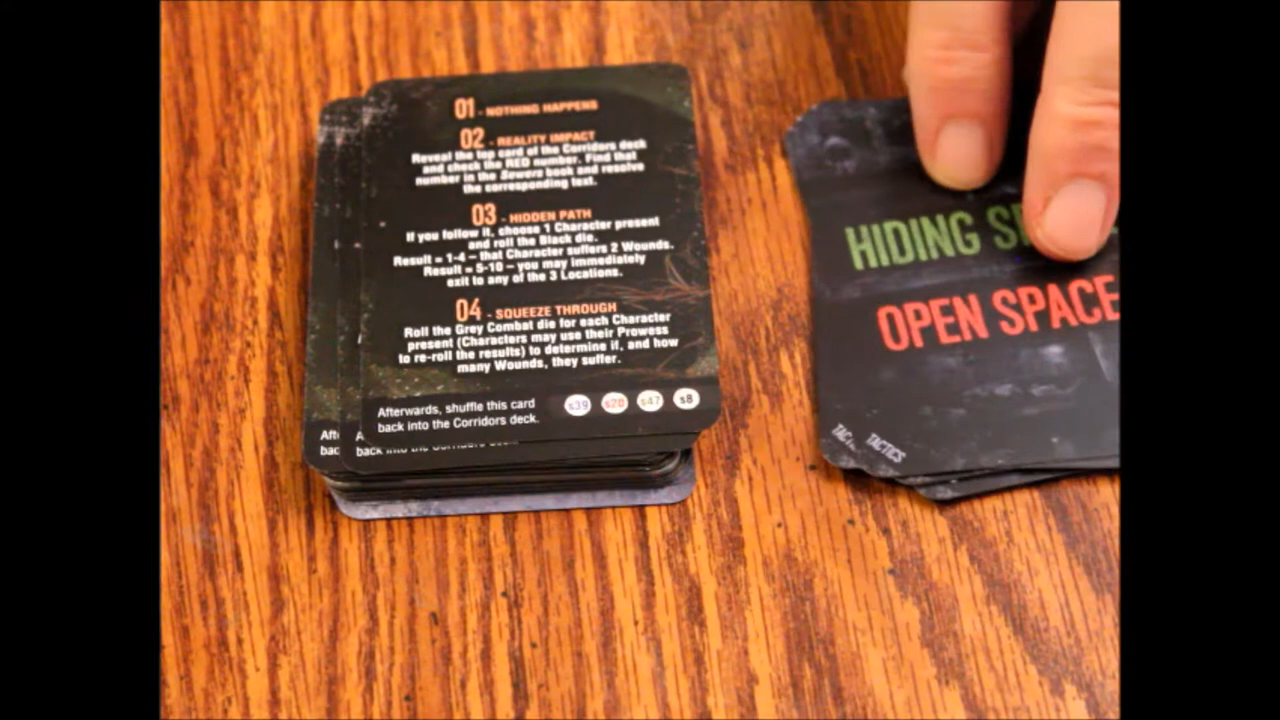 01 - NOTHING HAPPENS
02 - REALITY IMPACT
Reveal the top card of the Corridors deck
and check the RED number. Find that
number in the Sewers book and resolve
the corresponding text.
03 - HIDDEN PATH
If you follow it, choose 1 Character present
and roll the Black die.
Result = 1-4 – that Character suffers 2 Wounds.
Result = 5-10 – you may immediately
exit to any of the 3 Locations.
04 - SQUEEZE THROUGH
Roll the Grey Combat die for each Character
present (Characters may use their Prowess
to re-roll the results) to determine if, and how
many Wounds, they suffer.
Afterwards, shuffle this card
back into the Corridors deck.
s39 s20 s47 s8
HIDING
OPEN SPACE
TACTICS